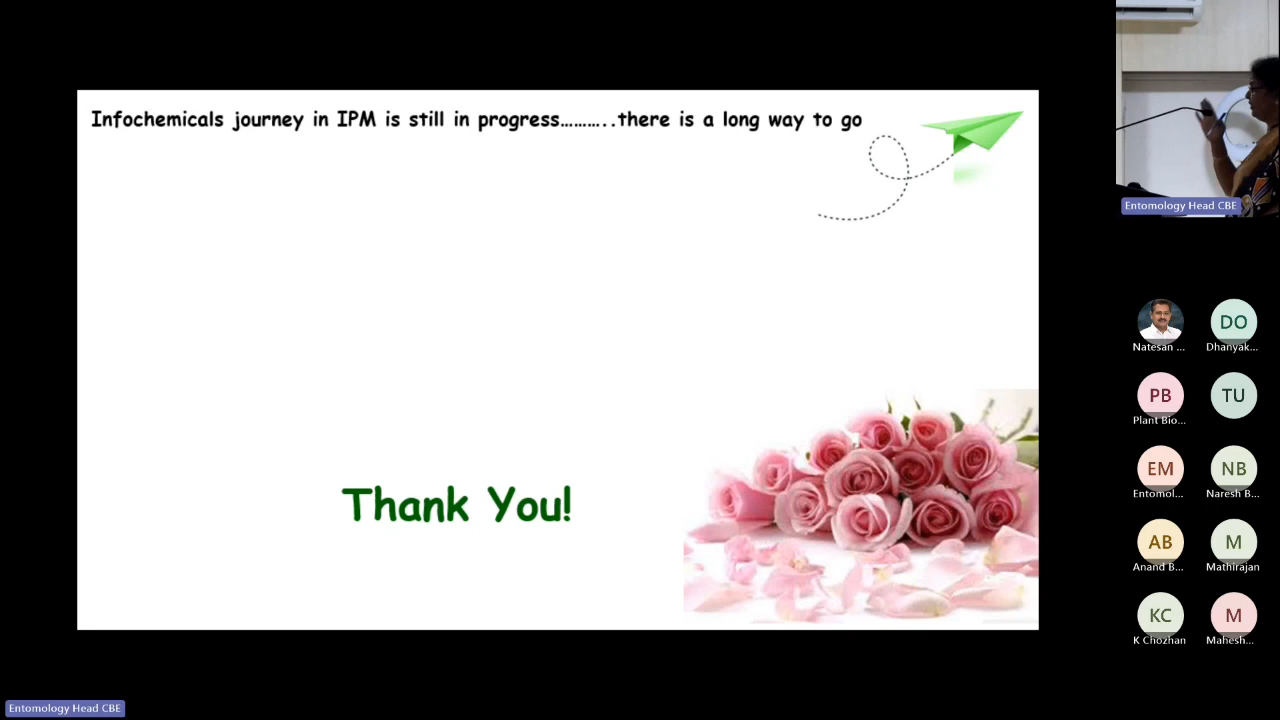 Infochemicals journey in IPM is still in progress...........there is a long way to go
Thank You!
Entomology Head CBE
Natesan ...
DO
Dhanyak...
PB
Plant Bio...
TU
EM
Entomol...
NB
Naresh B...
AB
Anand B...
M
Mathirajan
KC
K Chozhan
M
Mahesh...
Entomology Head CBE